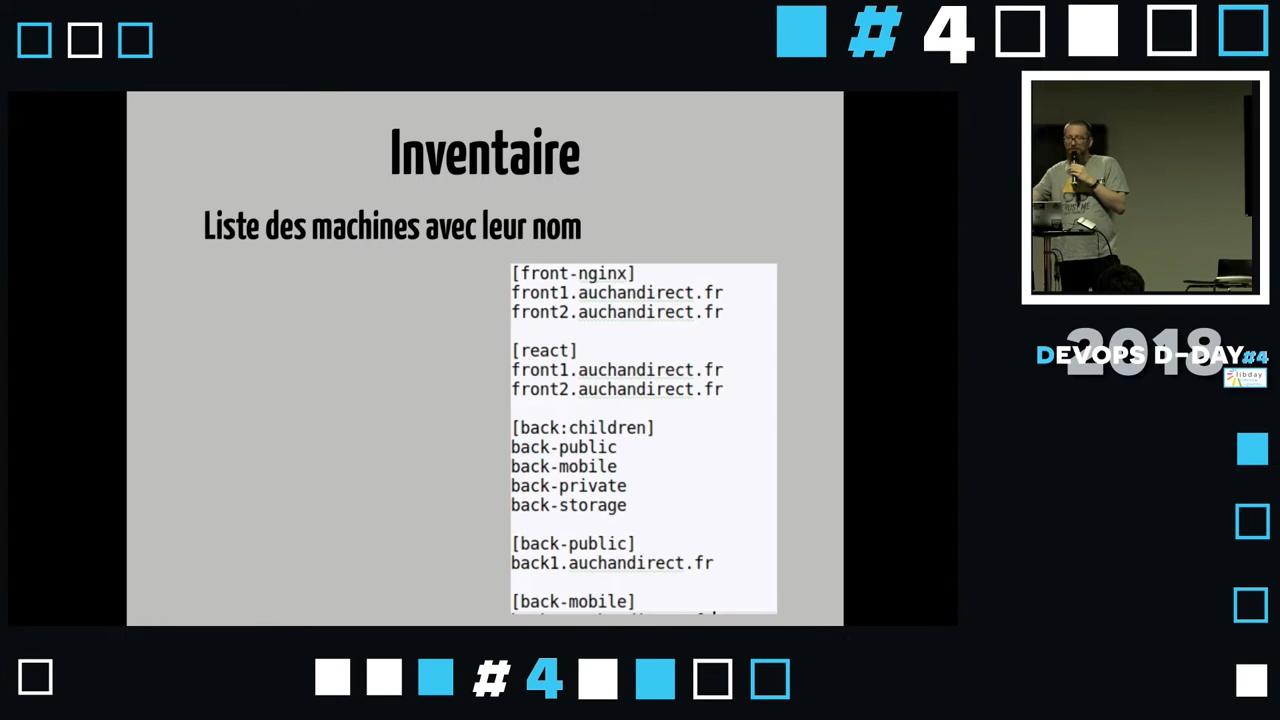 #4
Inventaire
Liste des machines avec leur nom
[front-nginx]
front1.auchandirect.fr
front2.auchandirect.fr
[react]
front1.auchandirect.fr
front2.auchandirect.fr
[back:children]
back-public
back-mobile
back-private
back-storage
[back-public]
back1.auchandirect.fr
[back-mobile]
2018
DEVOPS D-DAY#4
libday
#4